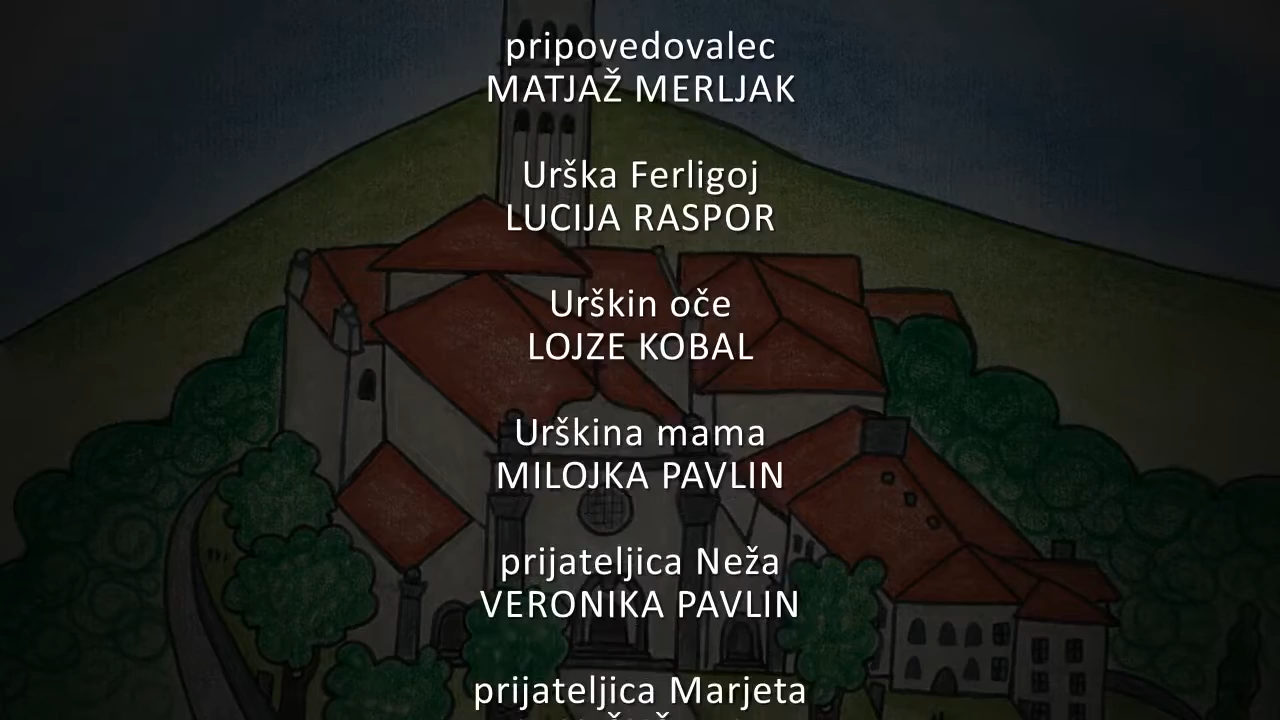 pripovedovalec
MATJAŽ MERLJAK
Urška Ferligoj
LUCIJA RASPOR
Urškin oče
LOJZE KOBAL
Urškina mama
MILOJKA PAVLIN
prijateljica Neža
VERONIKA PAVLIN
prijateljica Marjeta